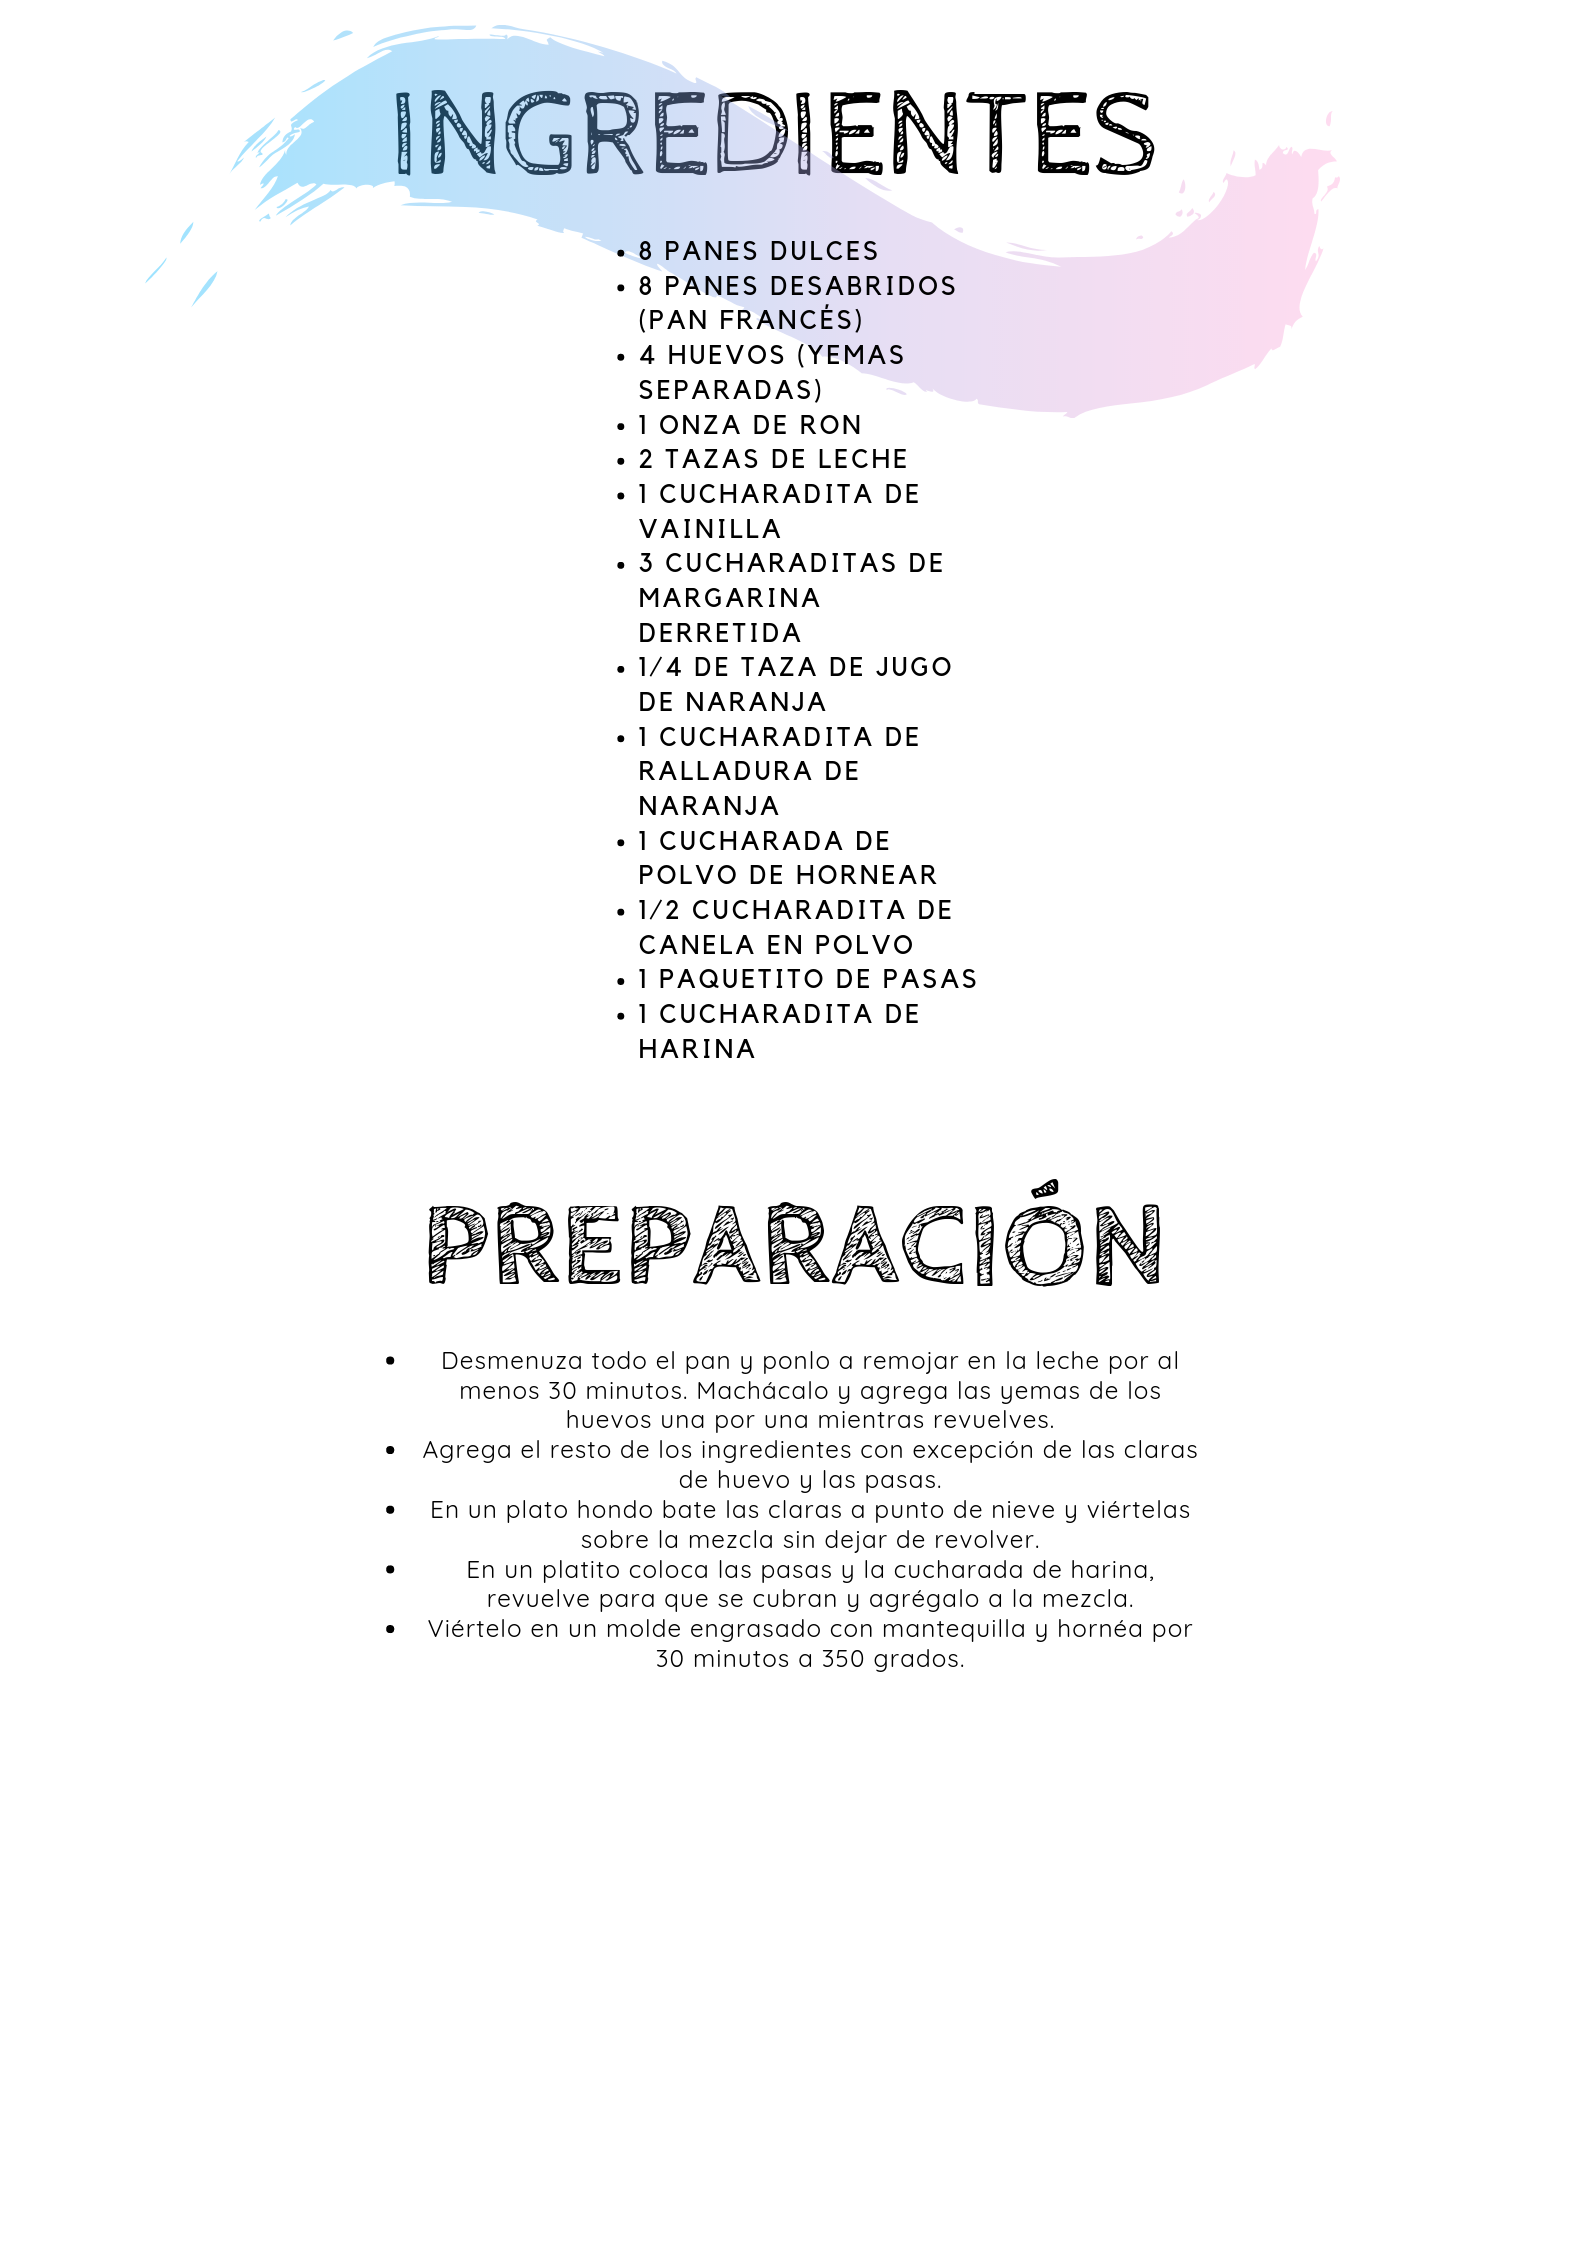 INGREDIENTES
• 8 PANES DULCES
• 8 PANES DESABRIDOS
(PAN FRANCÉS)
• 4 HUEVOS (YEMAS
SEPARADAS)
• 1 ONZA DE RON
• 2 TAZAS DE LECHE
• 1 CUCHARADITA DE
VAINILLA
• 3 CUCHARADITAS DE
MARGARINA
DERRETIDA
• 1/4 DE TAZA DE JUGO
DE NARANJA
• 1 CUCHARADITA DE
RALLADURA DE
NARANJA
• 1 CUCHARADA DE
POLVO DE HORNEAR
• 1/2 CUCHARADITA DE
CANELA EN POLVO
• 1 PAQUETITO DE PASAS
• 1 CUCHARADITA DE
HARINA
PREPARACIÓN
• Desmenuza todo el pan y ponlo a remojar en la leche por al
menos 30 minutos. Machácalo y agrega las yemas de los
huevos una por una mientras revuelves.
• Agrega el resto de los ingredientes con excepción de las claras
de huevo y las pasas.
• En un plato hondo bate las claras a punto de nieve y viértelas
sobre la mezcla sin dejar de revolver.
• En un platito coloca las pasas y la cucharada de harina,
revuelve para que se cubran y agrégalo a la mezcla.
• Viértelo en un molde engrasado con mantequilla y hornéa por
30 minutos a 350 grados.